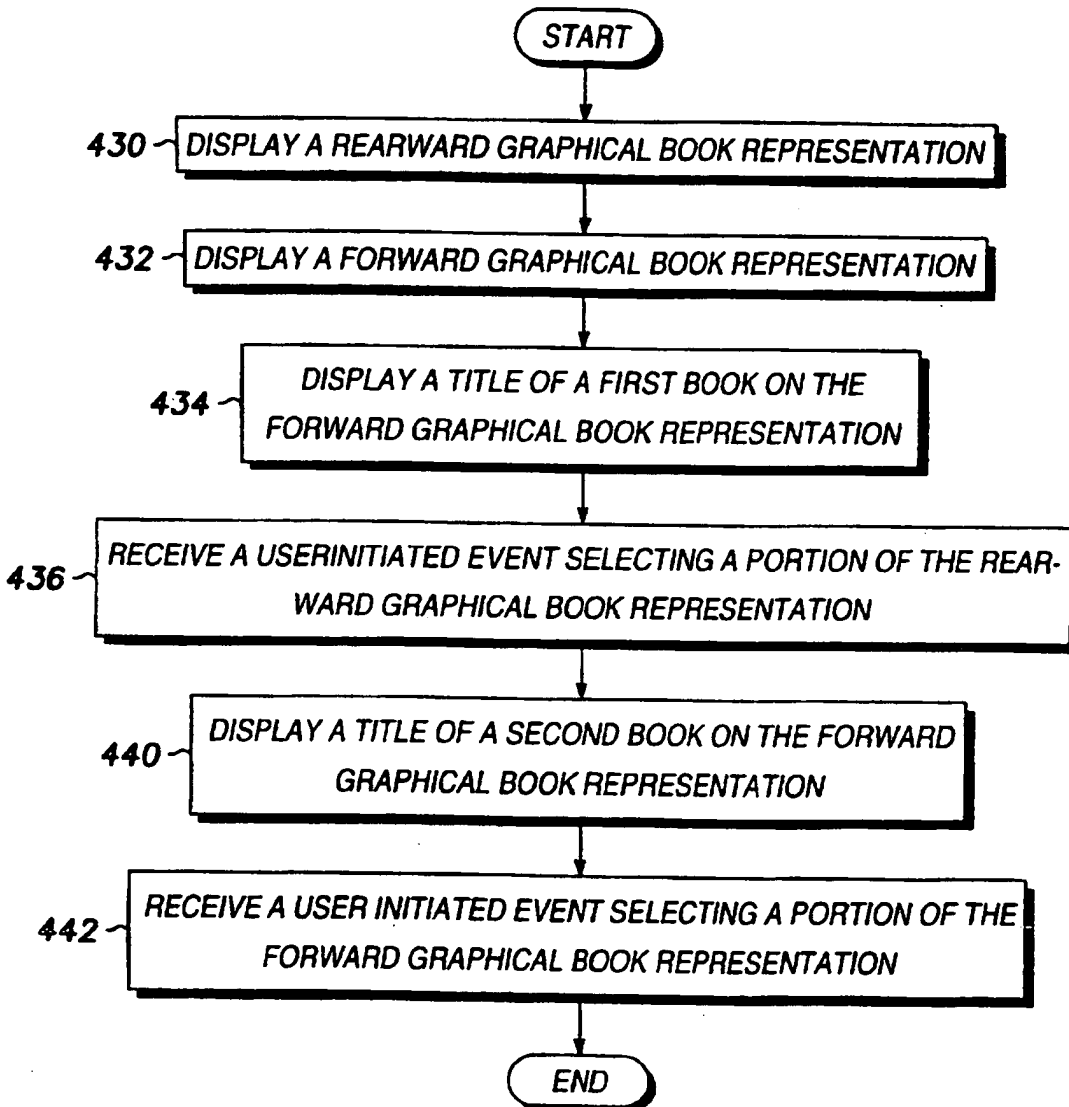 START
430 DISPLAY A REARWARD GRAPHICAL BOOK REPRESENTATION
432 DISPLAY A FORWARD GRAPHICAL BOOK REPRESENTATION
DISPLAY A TITLE OF A FIRST BOOK ON THE
434
FORWARD GRAPHICAL BOOK REPRESENTATION
RECEIVE A USERINITIATED EVENT SELECTING A PORTION OF THE REAR-
436
WARD GRAPHICAL BOOK REPRESENTATION
DISPLAY A TITLE OF A SECOND BOOK ON THE FORWARD
440
GRAPHICAL BOOK REPRESENTATION
RECEIVE A USER INITIATED EVENT SELECTING A PORTION OF THE
442
FORWARD GRAPHICAL BOOK REPRESENTATION
END